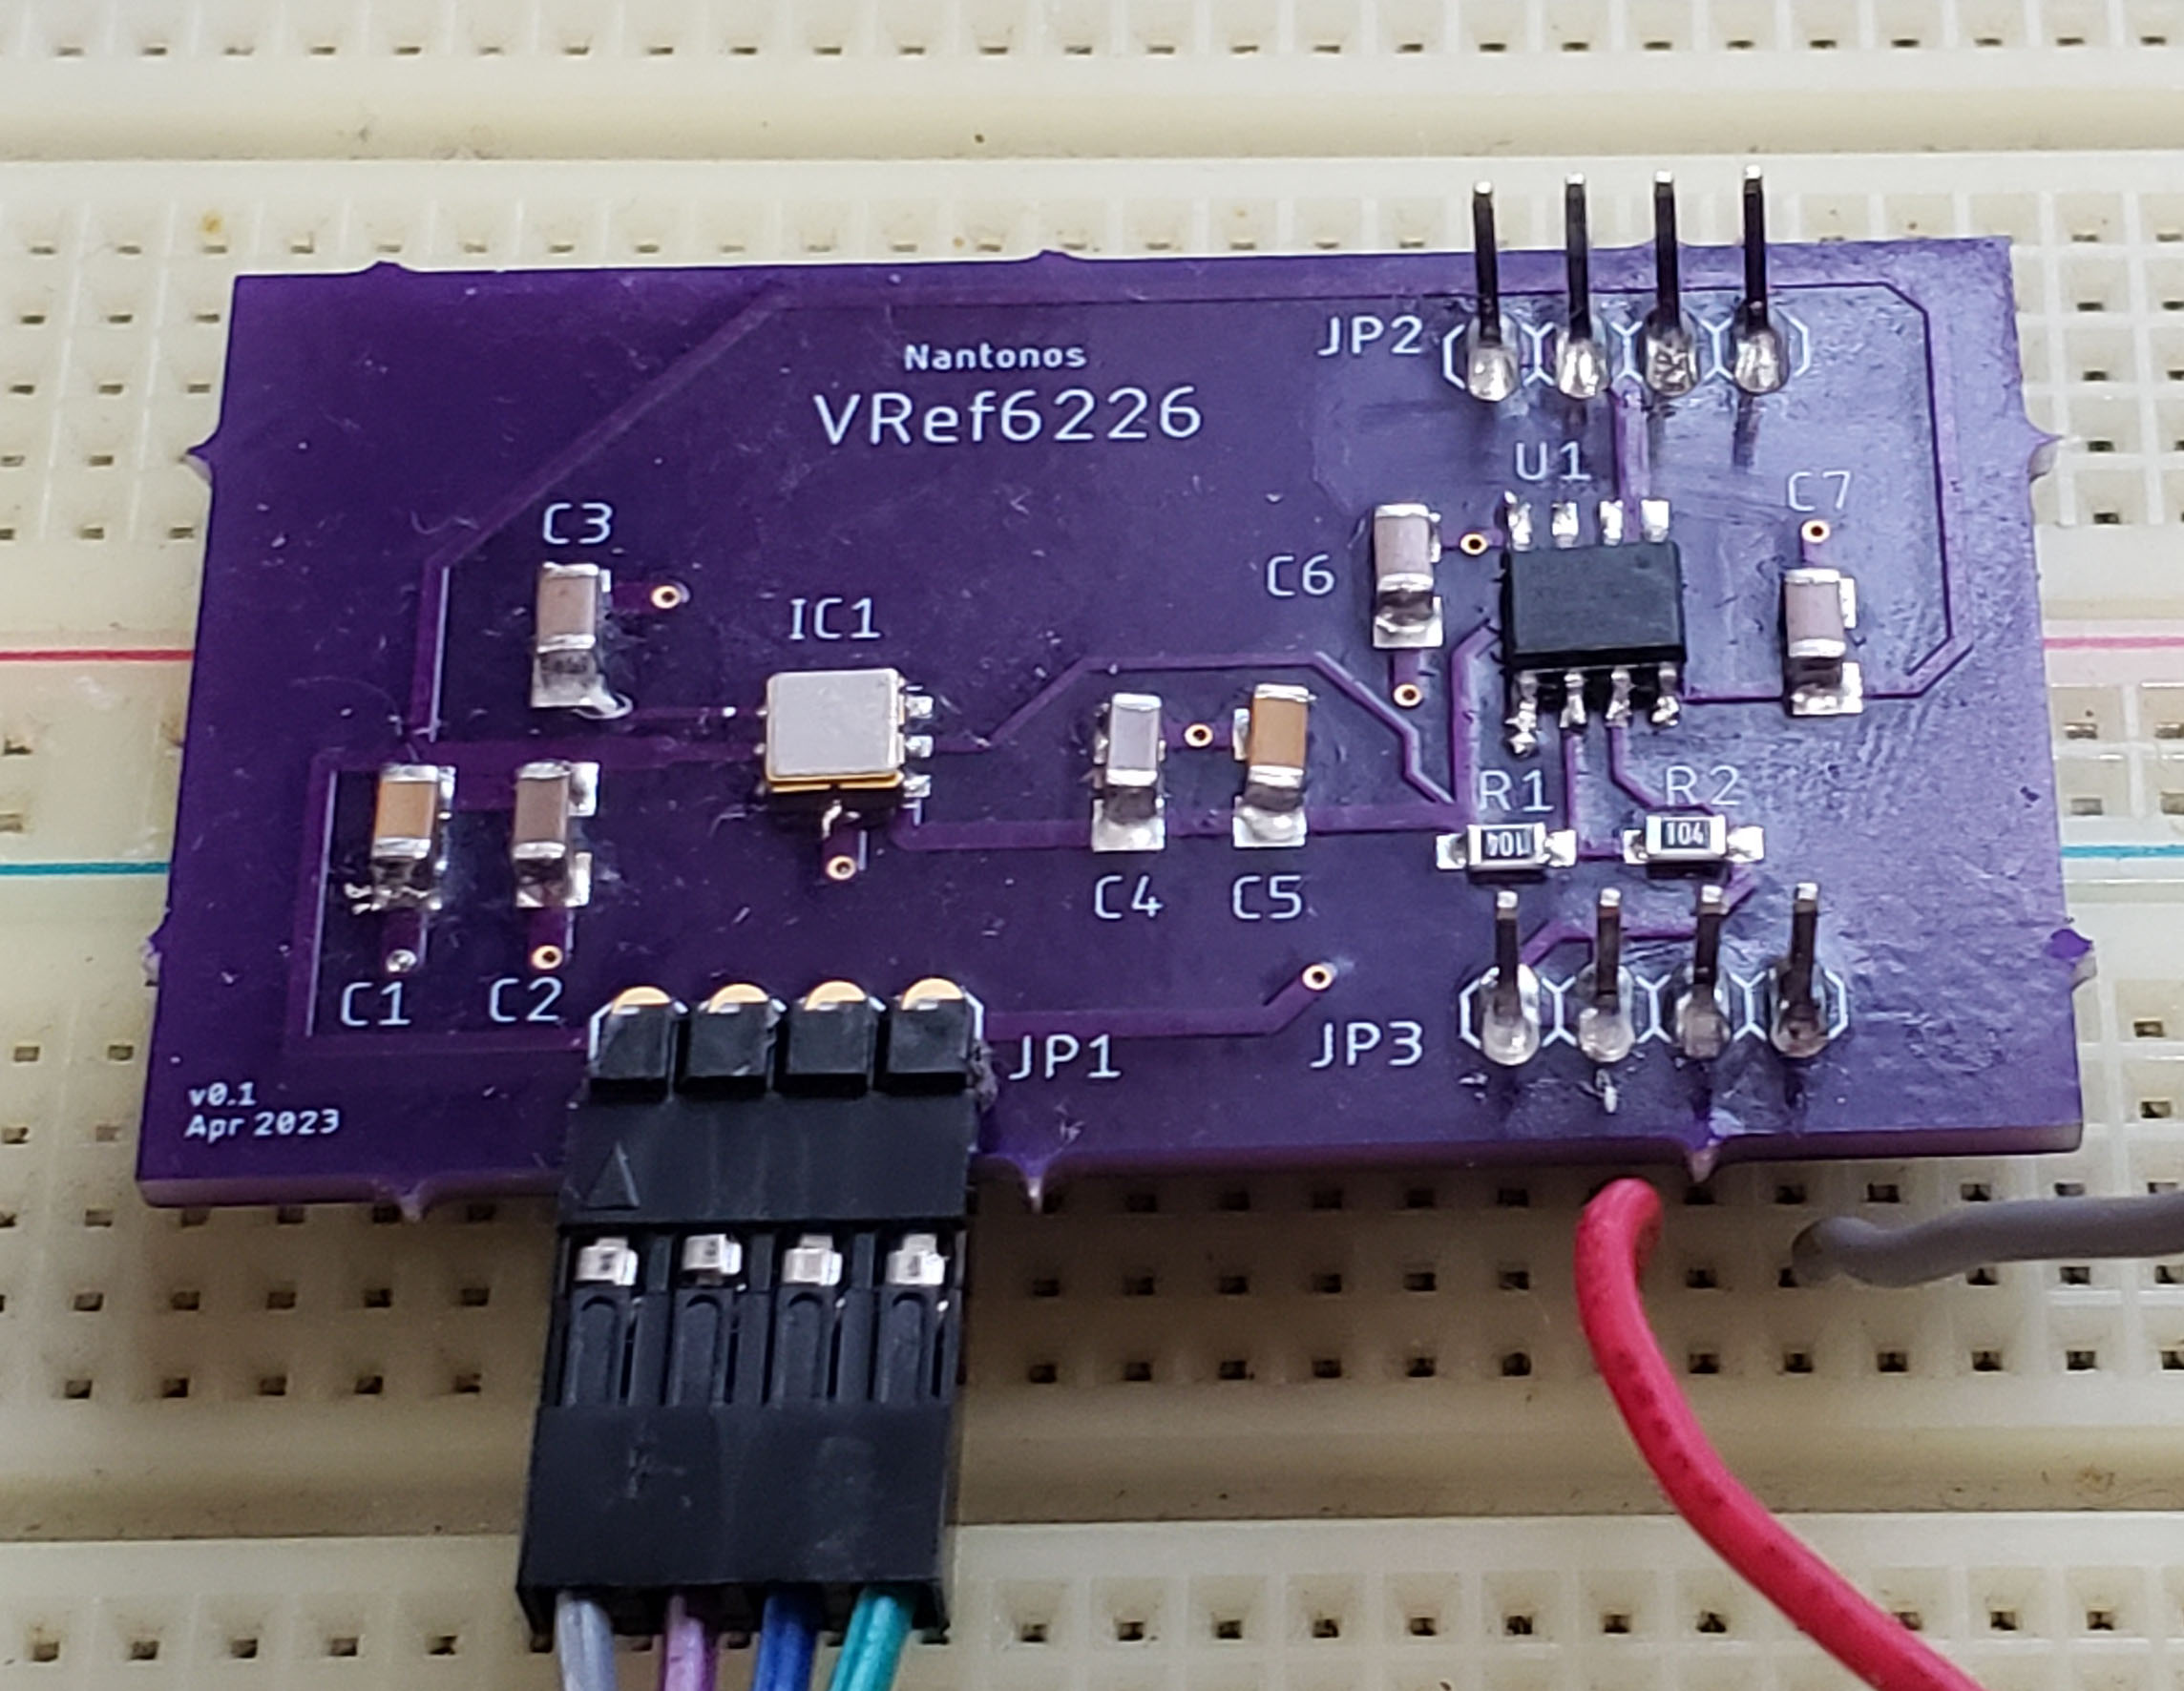 Nantonos
VRef6226
JP2
U1
C7
C3
C6
IC1
R1
R2
104
104
C4
C5
C1
C2
JP1
JP3
v0.1
Apr 2023